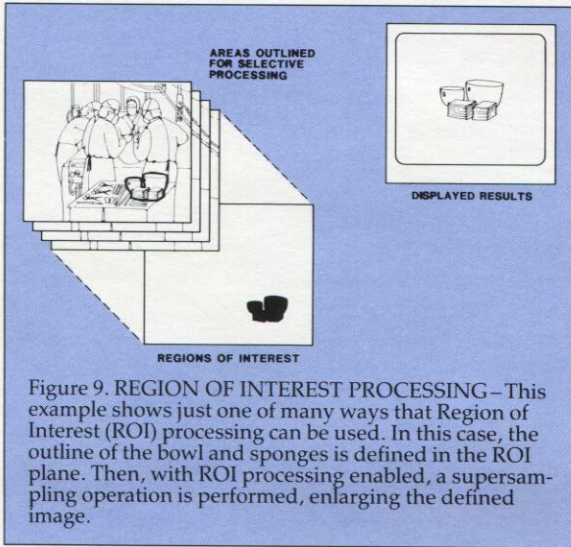 AREAS OUTLINED
FOR SELECTIVE
PROCESSING
DISPLAYED RESULTS
REGIONS OF INTEREST
Figure 9. REGION OF INTEREST PROCESSING – This
example shows just one of many ways that Region of
Interest (ROI) processing can be used. In this case, the
outline of the bowl and sponges is defined in the ROI
plane. Then, with ROI processing enabled, a supersam-
pling operation is performed, enlarging the defined
image.